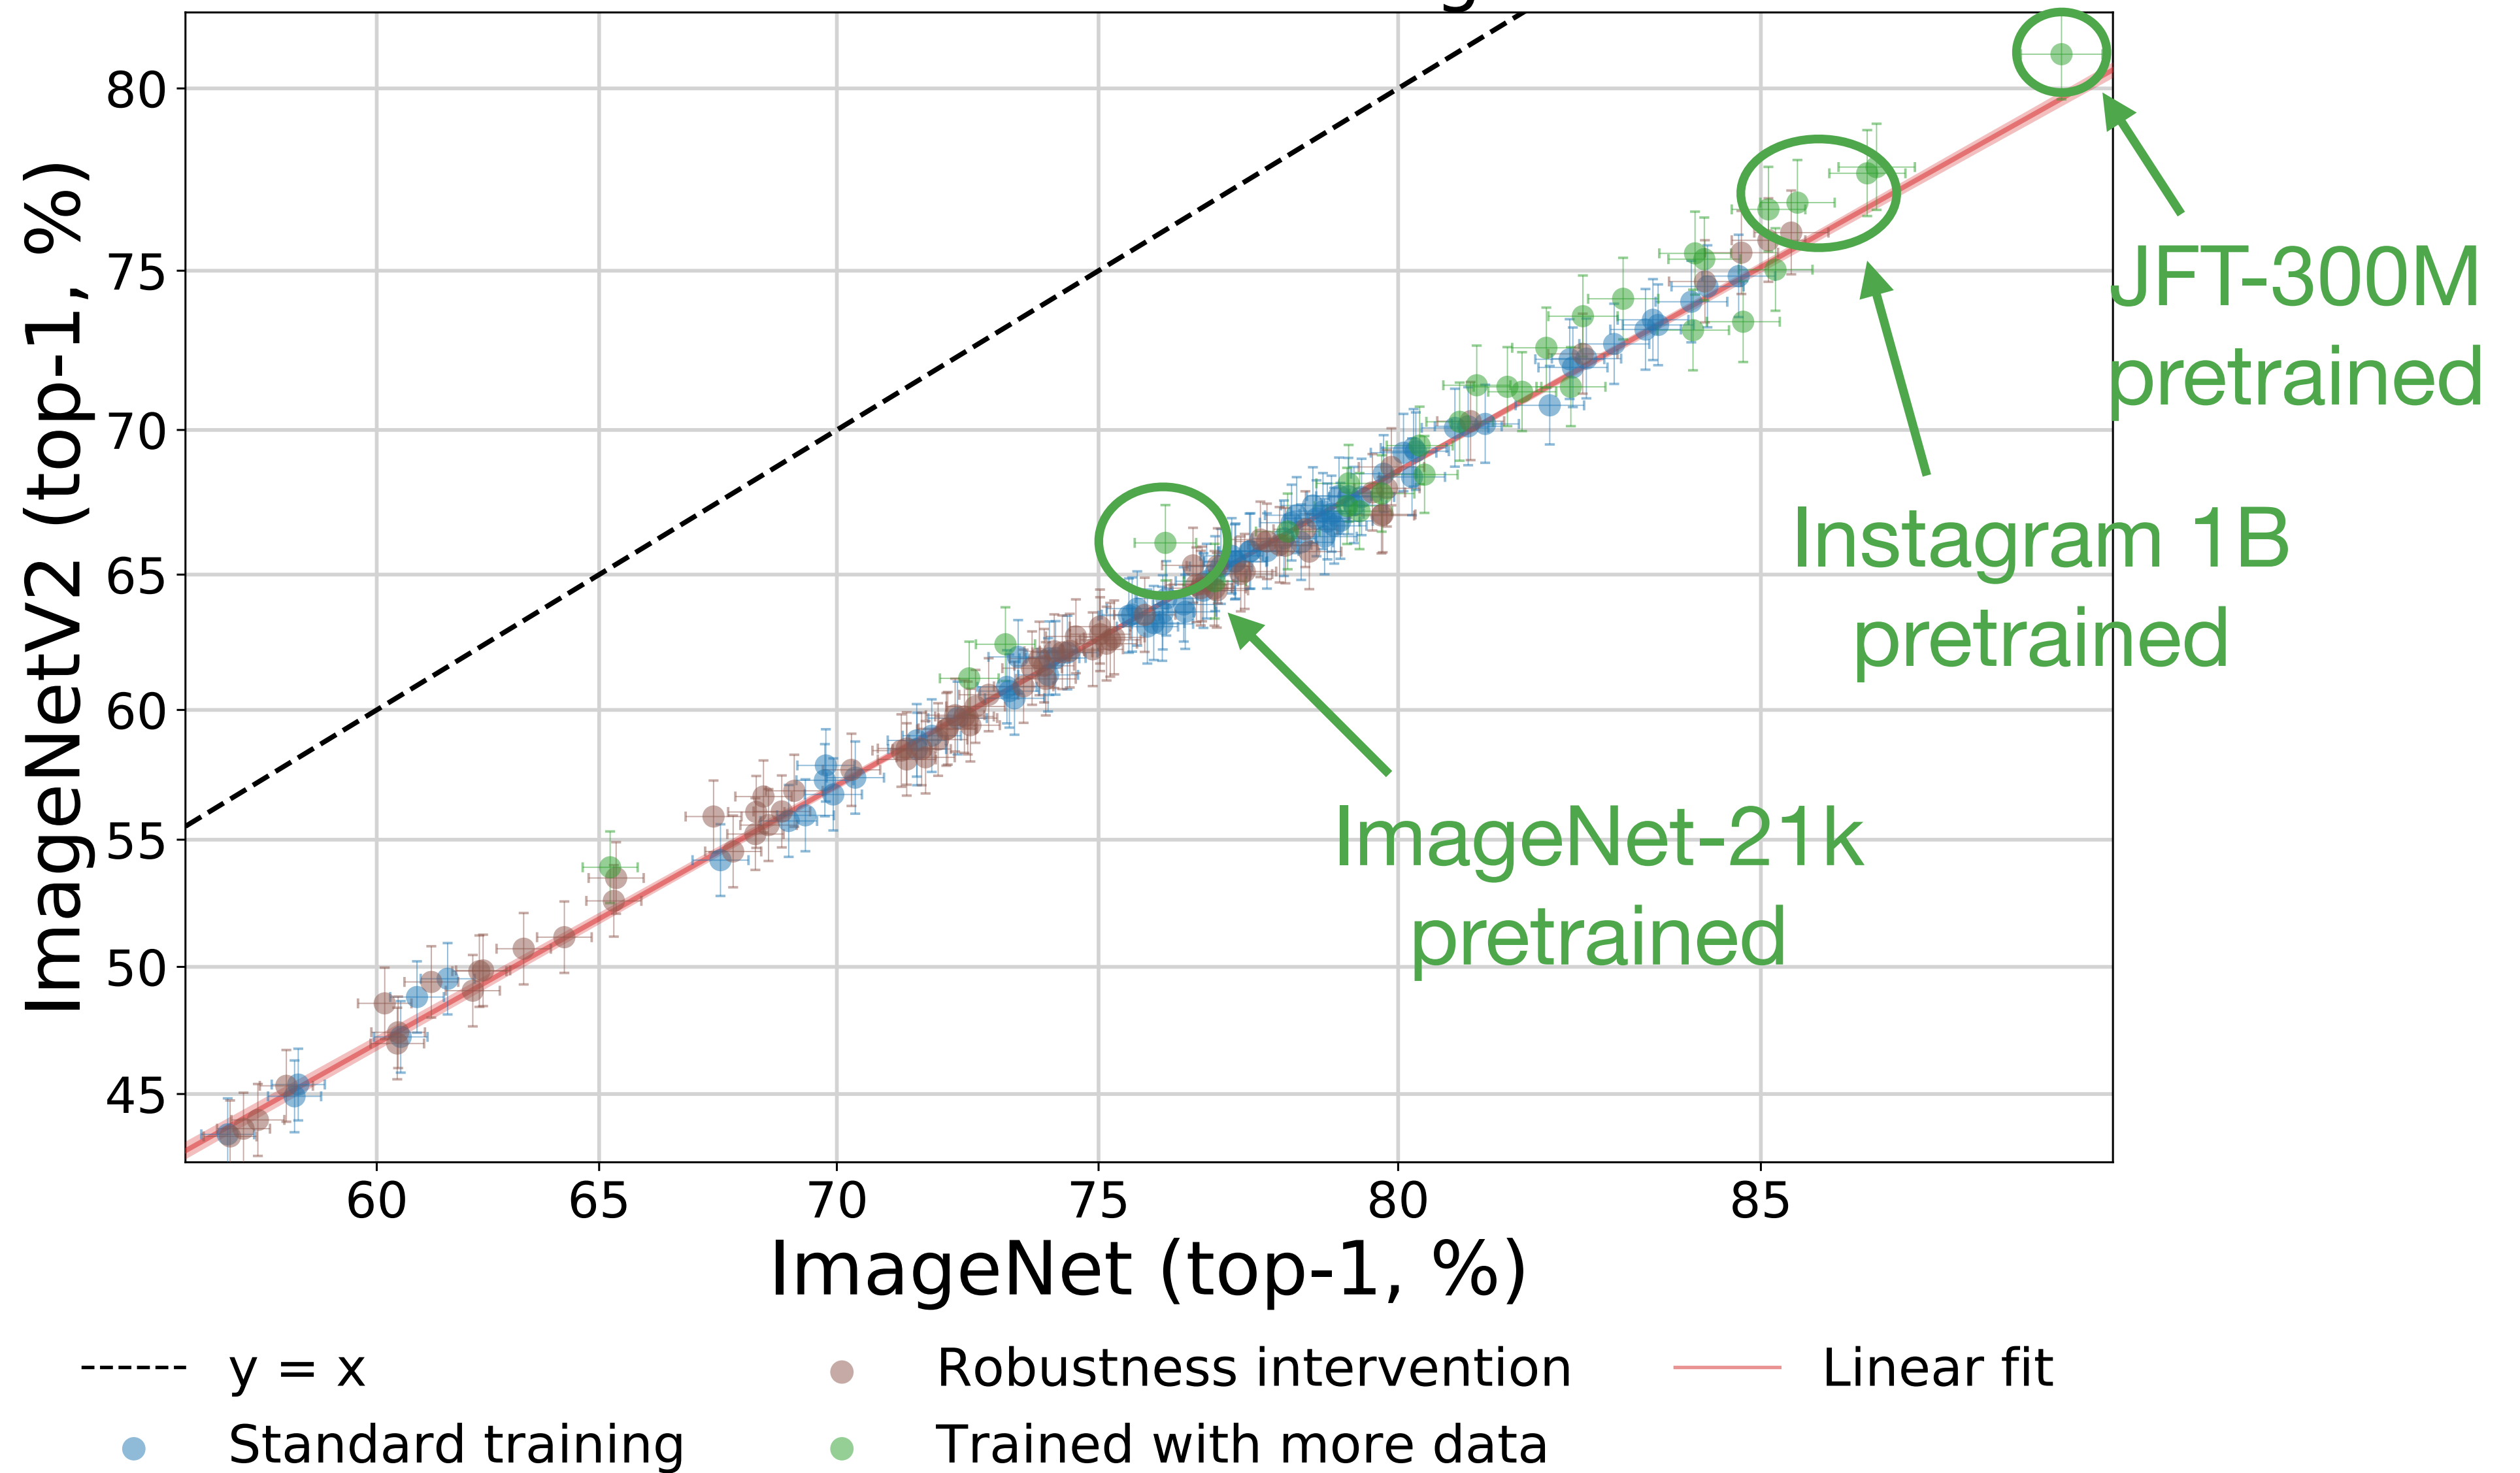 ImageNetV2 (top-1, %)
80
75
70
65
60
55
50
45
JFT-300M
pretrained
Instagram 1B
pretrained
ImageNet-21k
pretrained
60 65 70 75 80 85
ImageNet (top-1, %)
y = x
Robustness intervention
Linear fit
Standard training
Trained with more data